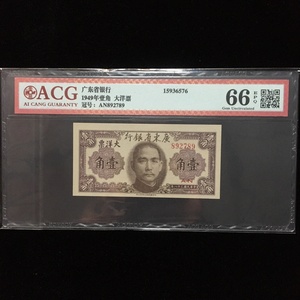 ACG
AI CANG GUARANTY
广东省银行
1949年壹角 大洋票
冠号: AN892789
15936576
66 EPQ
Gem Uncirculated
行銀省東廣
票洋大
892789
角壹
角壹